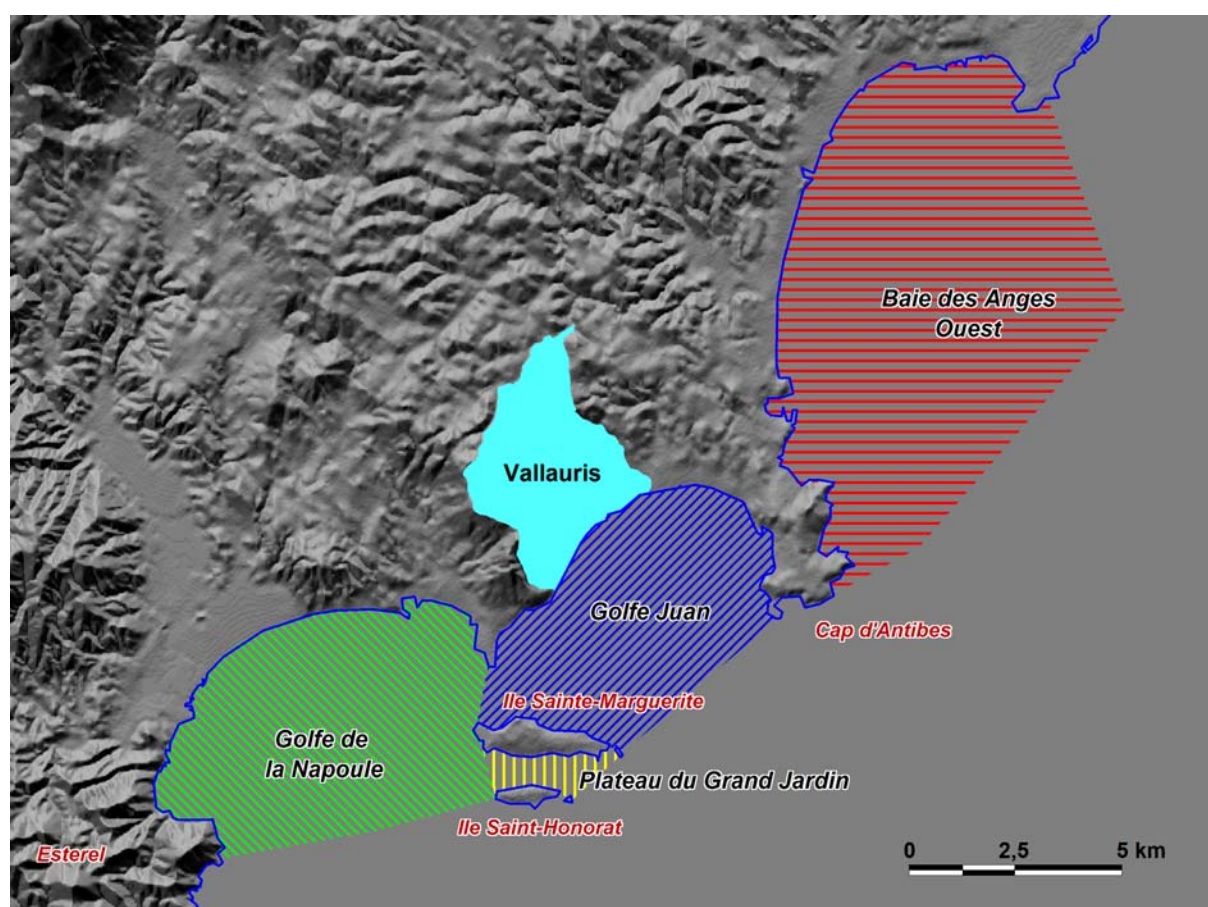 Baie des Anges
Ouest
Vallauris
Golfe Juan
Cap d'Antibes
Ile Sainte-Marguerite
Golfe de
la Napoule
Plateau du Grand Jardin
Ile Saint-Honorat
Esterel
0 2,5 5 km